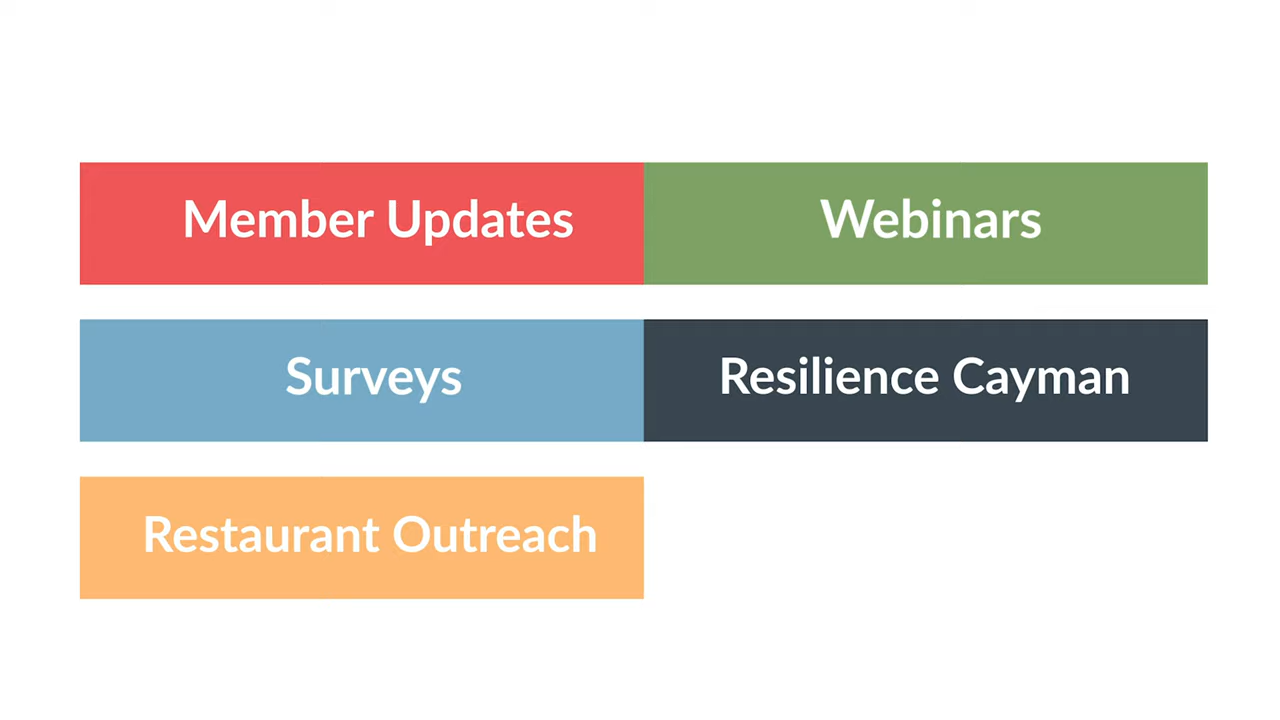 Member Updates
Webinars
Surveys
Resilience Cayman
Restaurant Outreach